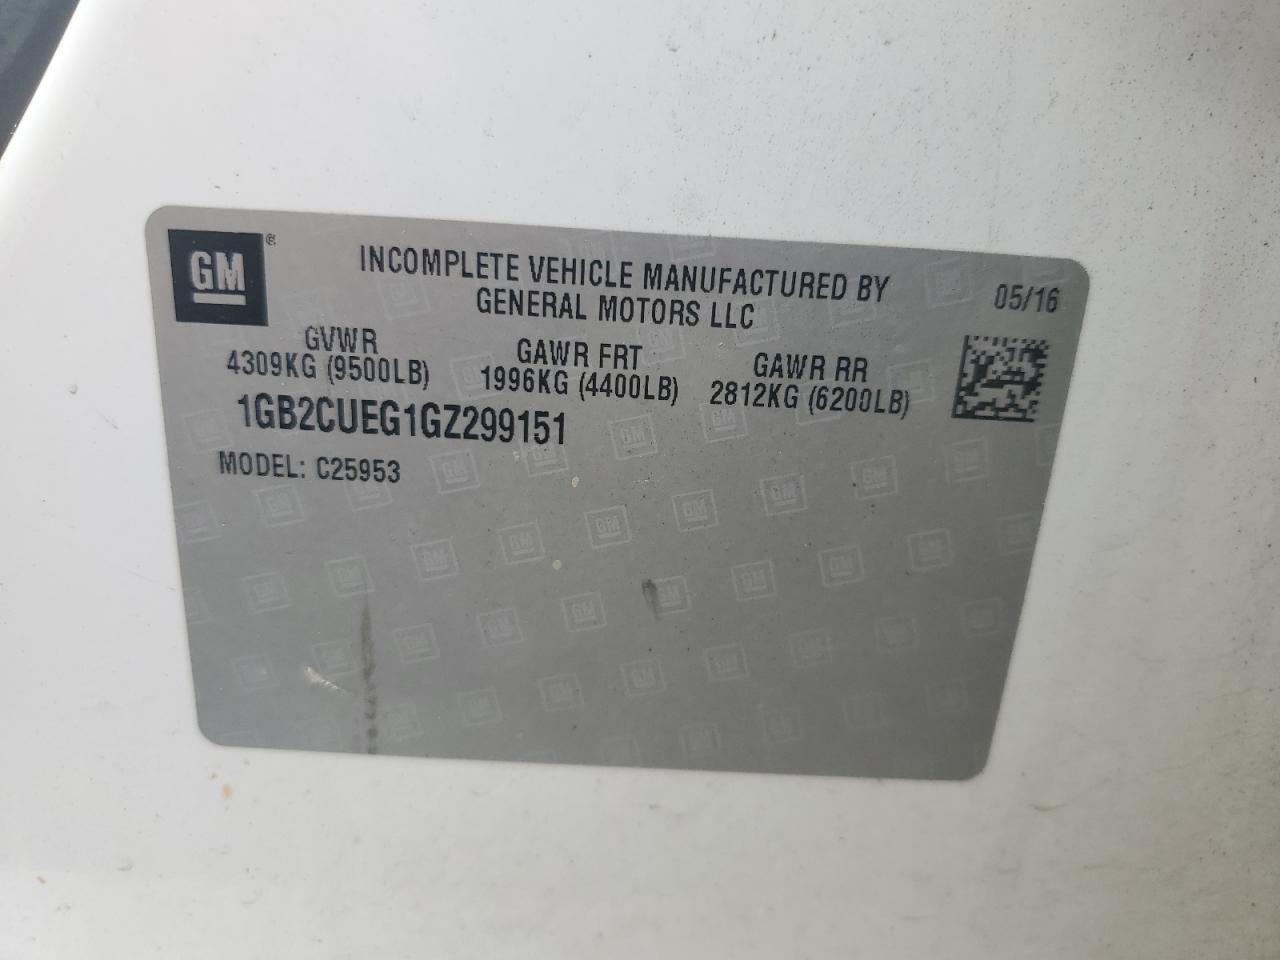 GM®
INCOMPLETE VEHICLE MANUFACTURED BY
GENERAL MOTORS LLC
05/16
GVWR
4309KG (9500LB)
GAWR FRT
1996KG (4400LB)
GAWR RR
2812KG (6200LB)
1GB2CUEG1GZ299151
MODEL: C25953